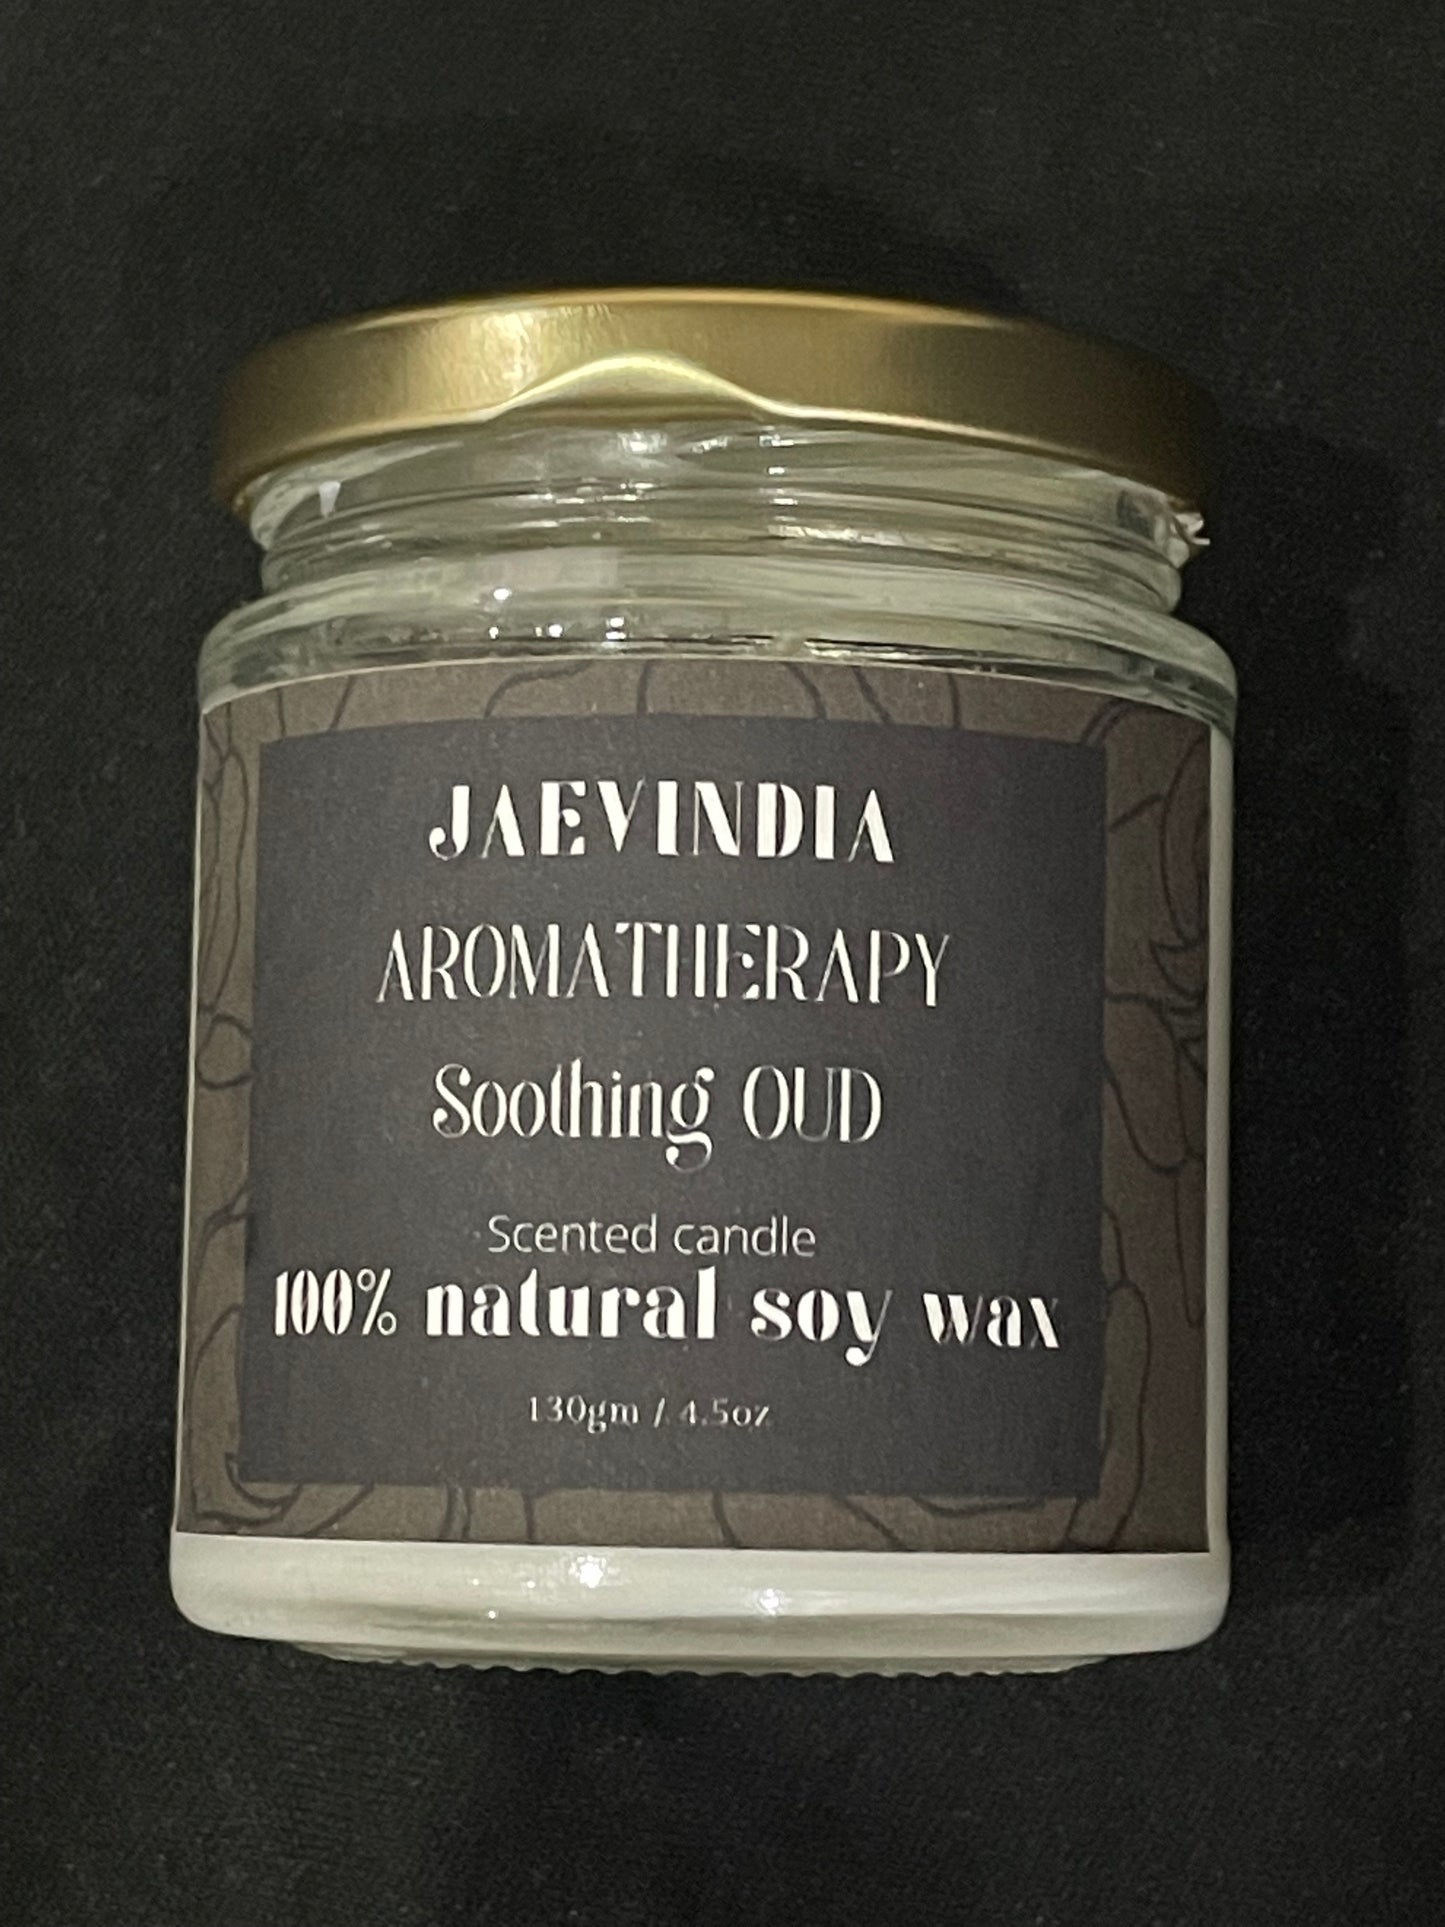 JAEVINDIA
AROMATHERAPY
Soothing OUD
Scented candle
100% natural soy wax
130gm / 4.5oz